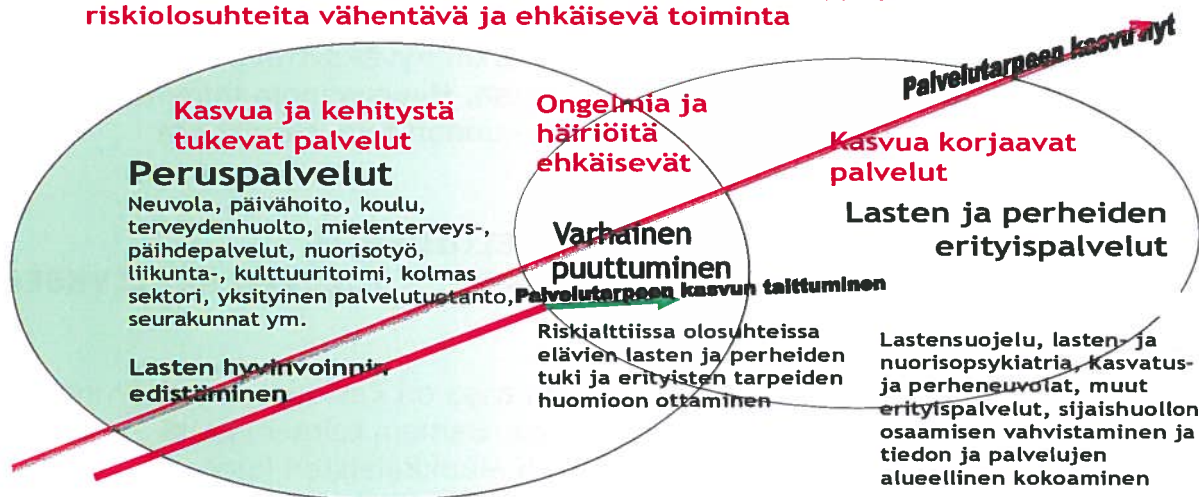 riskiolosuhteita vähentävä ja ehkäisevä toiminta
Palvelutarpeen kasvu nyt
Kasvua ja kehitystä
tukevat palvelut
Peruspalvelut
Neuvola, päivähoito, koulu,
terveydenhuolto, mielenterveys-,
päihdepalvelut, nuorisotyö,
liikunta-, kulttuuritoimi, kolmas
sektori, yksityinen palvelutuotanto,
seurakunnat ym.
Lasten hyvinvoinnin
edistäminen
Ongelmia ja
häiriöitä
ehkäisevät
Varhainen
puuttuminen
Palvelutarpeen kasvun taittuminen
Riskialttiissa olosuhteissa
elävien lasten ja perheiden
tuki ja erityisten tarpeiden
huomioon ottaminen
Kasvua korjaavat
palvelut
Lasten ja perheiden
erityispalvelut
Lastensuojelu, lasten- ja
nuorisopsykiatria, kasvatus-
ja perheneuvolat, muut
erityispalvelut, sijaishuollon
osaamisen vahvistaminen ja
tiedon ja palvelujen
alueellinen kokoaminen